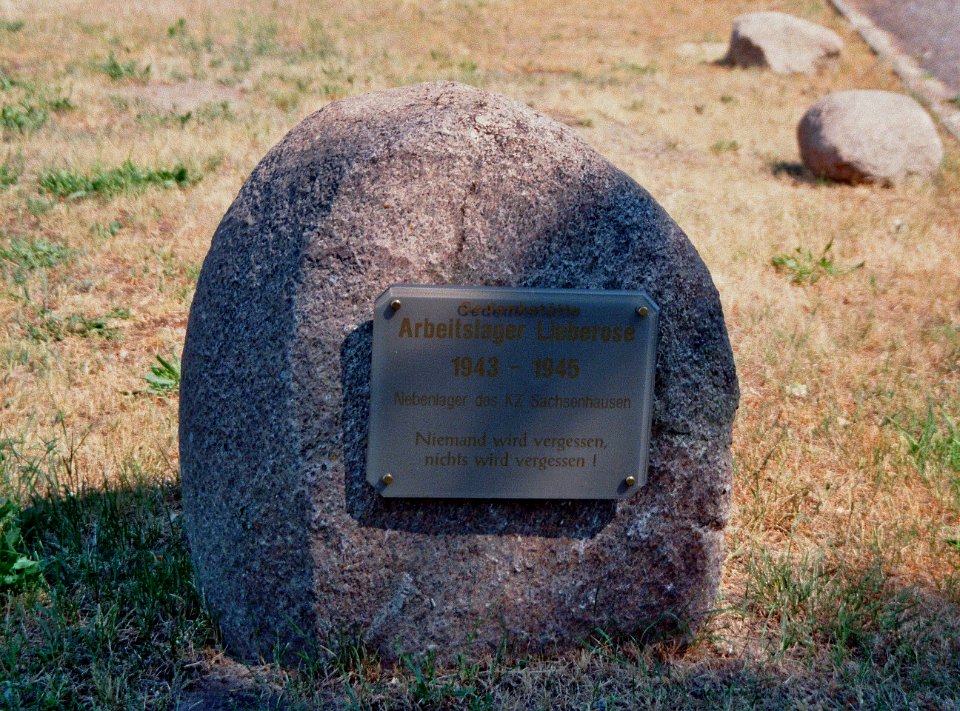 Gedenkstätte
Arbeitslager Lieberose
1943 - 1945
Nebenlager des KZ Sachsenhausen
Niemand wird vergessen,
nichts wird vergessen !